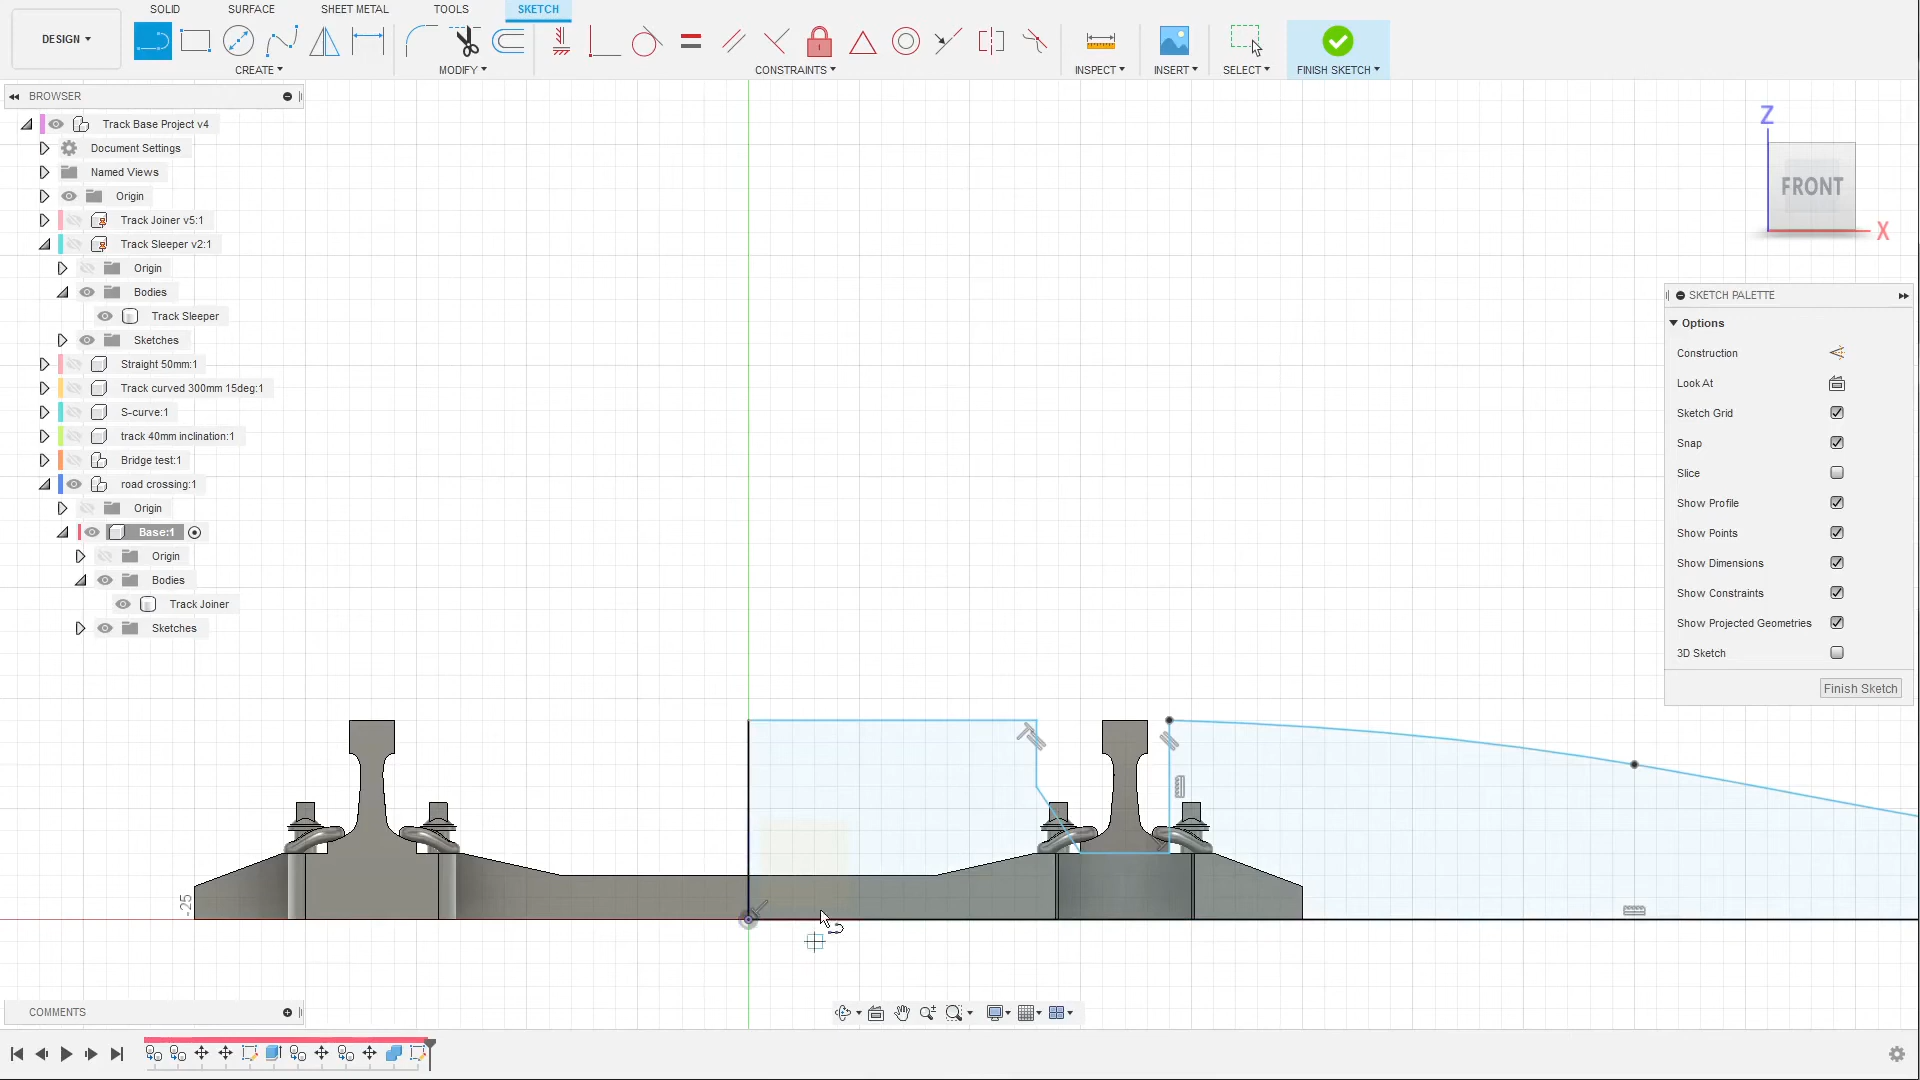 SOLID SURFACE SHEET METAL TOOLS SKETCH
DESIGN
CREATE MODIFY CONSTRAINTS INSPECT INSERT SELECT FINISH SKETCH
BROWSER
Track Base Project v4
Document Settings
Named Views
Origin
Track Joiner v5:1
Track Sleeper v2:1
Origin
Bodies
Track Sleeper
Sketches
Straight 50mm:1
Track curved 300mm 15deg:1
S-curve:1
track 40mm inclination:1
Bridge test:1
road crossing:1
Origin
Base:1
Origin
Bodies
Track Joiner
Sketches
Z
FRONT
X
SKETCH PALETTE
Options
Construction
Look At
Sketch Grid
Snap
Slice
Show Profile
Show Points
Show Dimensions
Show Constraints
Show Projected Geometries
3D Sketch
Finish Sketch
-25
COMMENTS